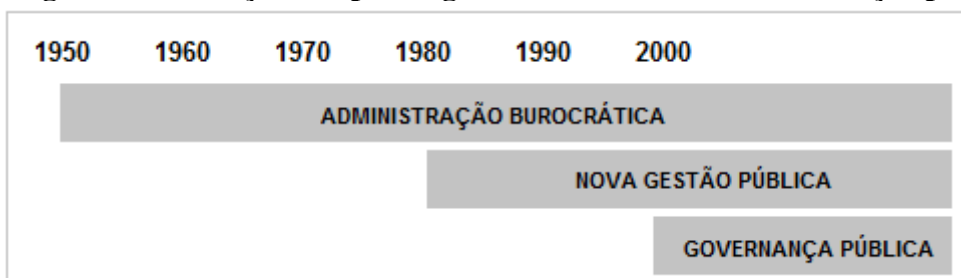 1950 1960 1970 1980 1990 2000
ADMINISTRAÇÃO BUROCRÁTICA
NOVA GESTÃO PÚBLICA
GOVERNANÇA PÚBLICA